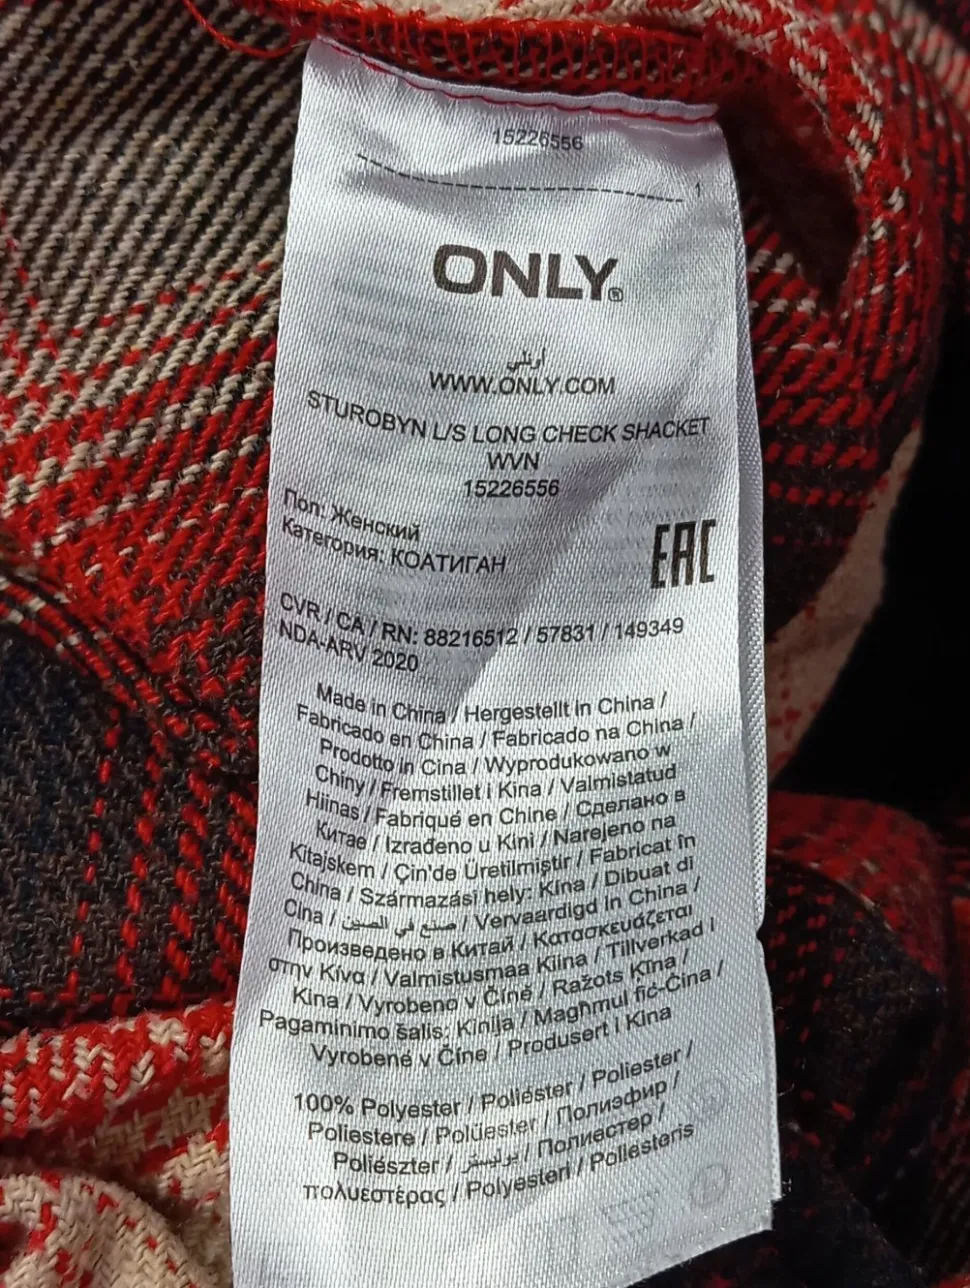 15226556
1
ONLY®
اونلي
WWW.ONLY.COM
STUROBYN L/S LONG CHECK SHACKET
WVN
15226556
Пол: Женский
Категория: КОАТИГАН
EAC
CVR / CA / RN: 88216512 / 57831 / 149349
NDA-ARV 2020
Made in China / Hergestellt in China /
Fabricado en China / Fabricado na China /
Prodotto in Cina / Wyprodukowano w
Chiny / Fremstillet i Kina / Valmistatud
Hiinas / Fabriqué en Chine / Сделано в
Китае / Izrađeno u Kini / Narejeno na
Kitajskem / Çin'de Üretilmiştir / Fabricat în
China / Származási hely: Kína / Dibuat di
Cina / صنع في الصين / Vervaardigd in China /
Произведено в Китай / Κατασκευάζεται
στην Κίνα / Valmistusmaa Kiina / Tillverkad i
Kina / Vyrobeno v Číně / Ražots Ķīna /
Pagaminimo šalis: Kinija / Magħmul fiċ-Ċina /
Vyrobené v Číne / Produsert i Kina
100% Polyester / Poliéster / Poliester /
Poliestere / Polüester / Полиэфир /
Poliészter / بوليستر / Полиестер /
πολυεστέρας / Polyesteri / Poliesteris